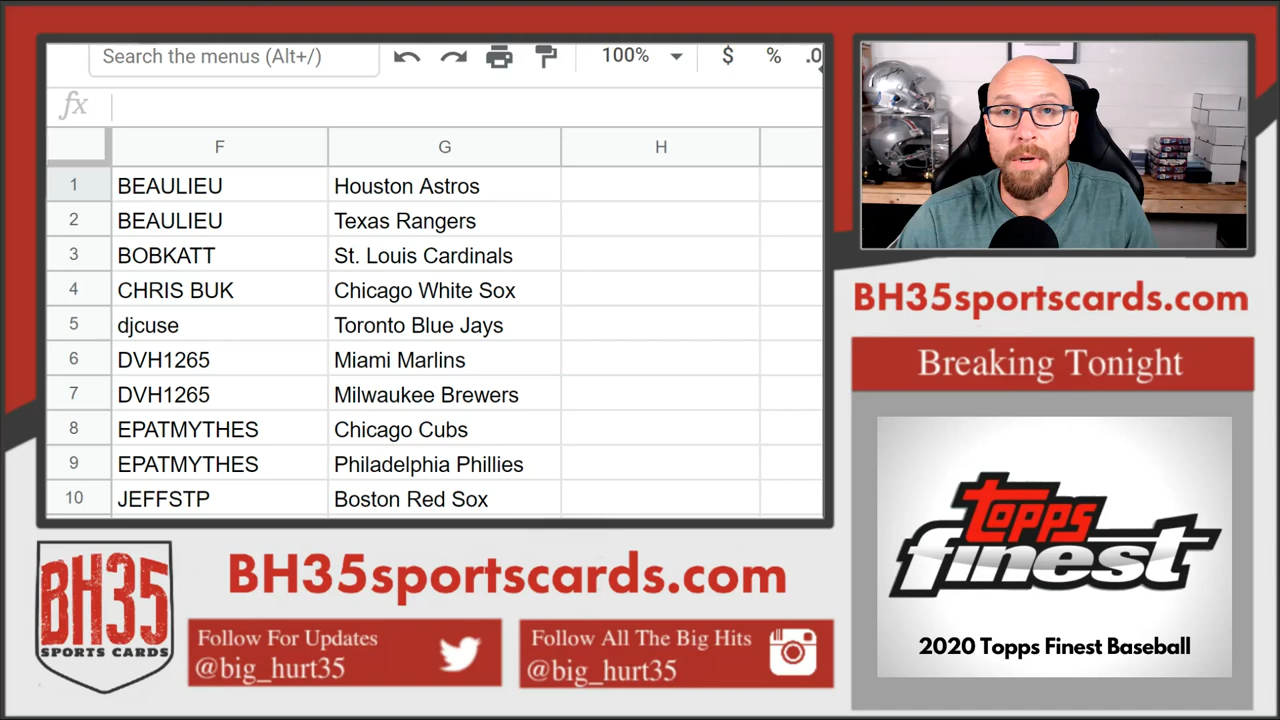 Search the menus (Alt+/)
100%
$
%
.0
fx
F
G
H
1 BEAULIEU Houston Astros
2 BEAULIEU Texas Rangers
3 BOBKATT St. Louis Cardinals
4 CHRIS BUK Chicago White Sox
5 djcuse Toronto Blue Jays
6 DVH1265 Miami Marlins
7 DVH1265 Milwaukee Brewers
8 EPATMYTHES Chicago Cubs
9 EPATMYTHES Philadelphia Phillies
10 JEFFSTP Boston Red Sox
BH35sportscards.com
Breaking Tonight
topps
finest
2020 Topps Finest Baseball
BH35
SPORTS CARDS
BH35sportscards.com
Follow For Updates
@big_hurt35
Follow All The Big Hits
@big_hurt35